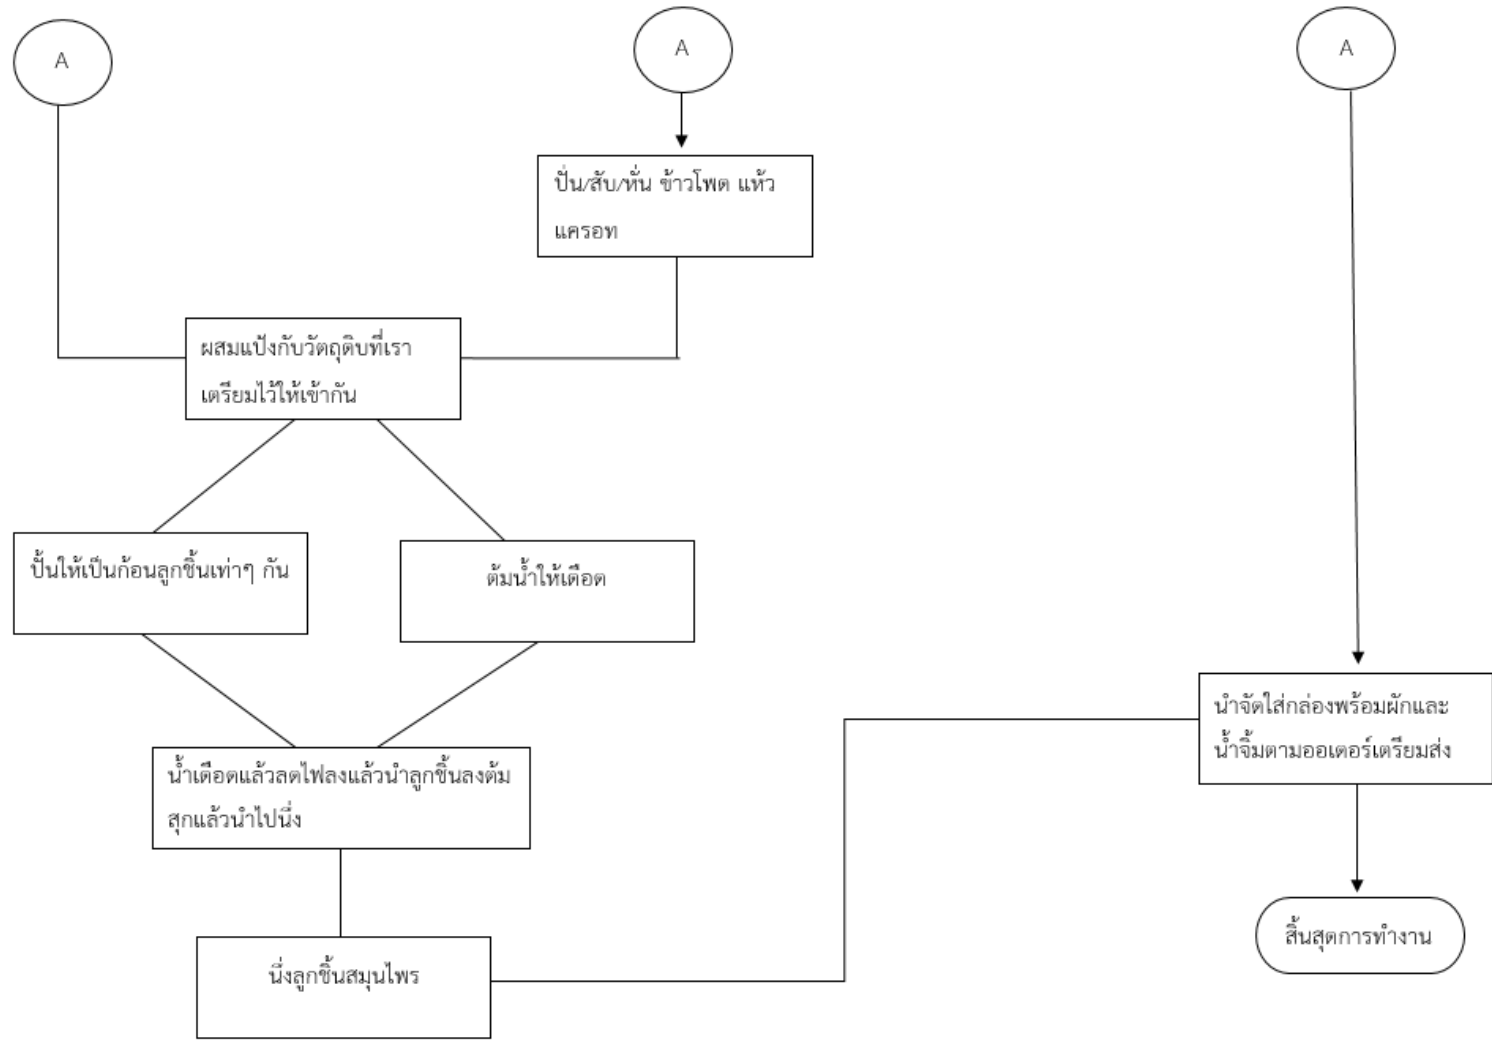 A
A
A
ปั่น/สับ/หั่น ข้าวโพด แห้ว
แครอท
ผสมแป้งกับวัตถุดิบที่เรา
เตรียมไว้ให้เข้ากัน
ปั้นให้เป็นก้อนลูกชิ้นเท่าๆ กัน
ต้มน้ำให้เดือด
น้ำเดือดแล้วลดไฟลงแล้วนำลูกชิ้นลงต้ม
สุกแล้วนำไปนึ่ง
นึ่งลูกชิ้นสมุนไพร
นำจัดใส่กล่องพร้อมผักและ
น้ำจิ้มตามออเดอร์เตรียมส่ง
สิ้นสุดการทำงาน